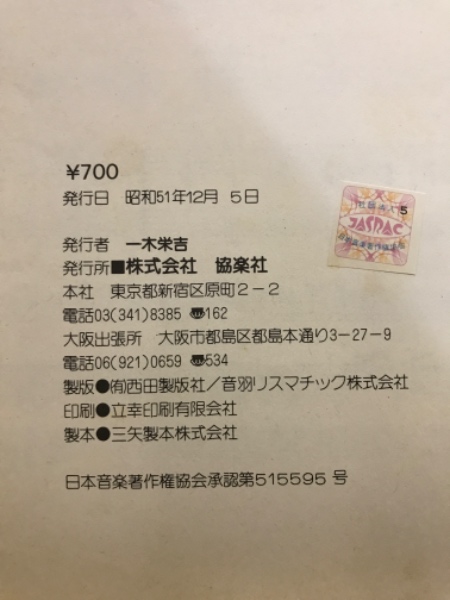 ¥700
発行日 昭和51年12月 5日
5
JASRAC
発行者 一木栄吉
発行所■株式会社 協楽社
本社 東京都新宿区原町2-2
電話03(341)8385 〠162
大阪出張所 大阪市都島区都島本通り3-27-9
電話06(921)0659 〠534
製版●㈲西田製版社/音羽リスマチック株式会社
印刷●立幸印刷有限会社
製本●三矢製本株式会社
日本音楽著作権協会承認第515595 号